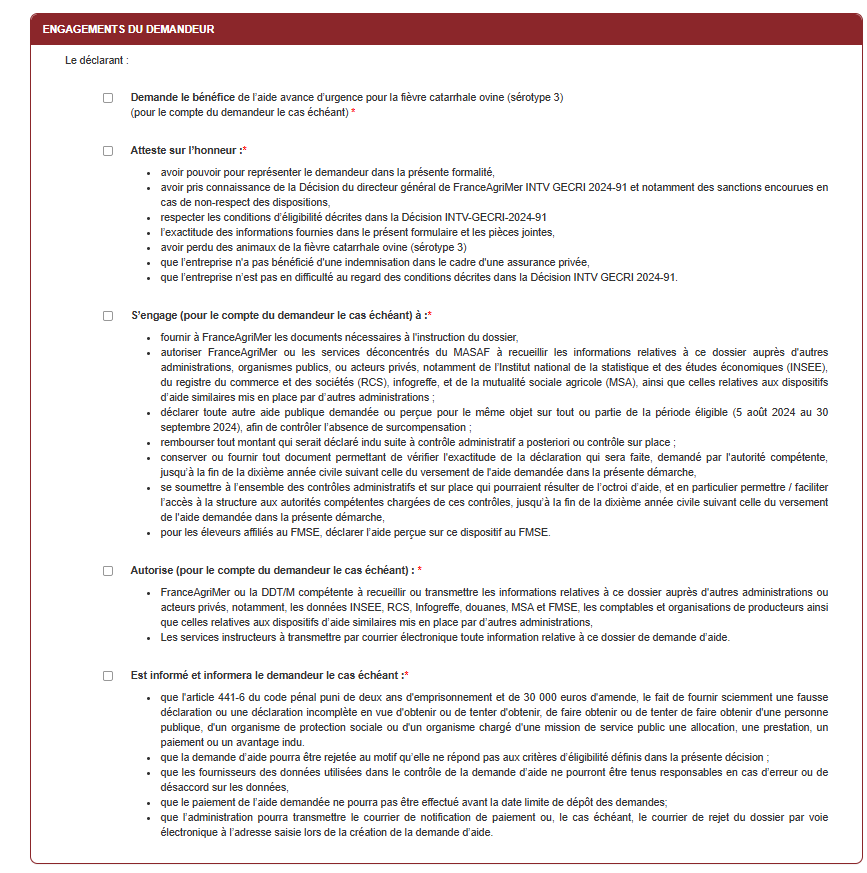 ENGAGEMENTS DU DEMANDEUR
Le déclarant :
Demande le bénéfice de l'aide avance d'urgence pour la fièvre catarrhale ovine (sérotype 3)
(pour le compte du demandeur le cas échéant) *
Atteste sur l'honneur :*
• avoir pouvoir pour représenter le demandeur dans la présente formalité,
• avoir pris connaissance de la Décision du directeur général de FranceAgriMer INTV GECRI 2024-91 et notamment des sanctions encourues en
cas de non-respect des dispositions,
• respecter les conditions d'éligibilité décrites dans la Décision INTV-GECRI-2024-91
• l'exactitude des informations fournies dans le présent formulaire et les pièces jointes,
• avoir perdu des animaux de la fièvre catarrhale ovine (sérotype 3)
• que l'entreprise n'a pas bénéficié d'une indemnisation dans le cadre d'une assurance privée,
• que l'entreprise n'est pas en difficulté au regard des conditions décrites dans la Décision INTV GECRI 2024-91.
S'engage (pour le compte du demandeur le cas échéant) à :*
• fournir à FranceAgriMer les documents nécessaires à l'instruction du dossier,
• autoriser FranceAgriMer ou les services déconcentrés du MASAF à recueillir les informations relatives à ce dossier auprès d'autres
administrations, organismes publics, ou acteurs privés, notamment de l'Institut national de la statistique et des études économiques (INSEE),
du registre du commerce et des sociétés (RCS), infogreffe, et de la mutualité sociale agricole (MSA), ainsi que celles relatives aux dispositifs
d'aide similaires mis en place par d'autres administrations ;
• déclarer toute autre aide publique demandée ou perçue pour le même objet sur tout ou partie de la période éligible (5 août 2024 au 30
septembre 2024), afin de contrôler l'absence de surcompensation ;
• rembourser tout montant qui serait déclaré indu suite à contrôle administratif a posteriori ou contrôle sur place ;
• conserver ou fournir tout document permettant de vérifier l'exactitude de la déclaration qui sera faite, demandé par l'autorité compétente,
jusqu'à la fin de la dixième année civile suivant celle du versement de l'aide demandée dans la présente démarche,
• se soumettre à l'ensemble des contrôles administratifs et sur place qui pourraient résulter de l'octroi d'aide, et en particulier permettre / faciliter
l'accès à la structure aux autorités compétentes chargées de ces contrôles, jusqu'à la fin de la dixième année civile suivant celle du versement
de l'aide demandée dans la présente démarche,
• pour les éleveurs affiliés au FMSE, déclarer l'aide perçue sur ce dispositif au FMSE.
Autorise (pour le compte du demandeur le cas échéant) : *
• FranceAgriMer ou la DDT/M compétente à recueillir ou transmettre les informations relatives à ce dossier auprès d'autres administrations ou
acteurs privés, notamment, les données INSEE, RCS, Infogreffe, douanes, MSA et FMSE, les comptables et organisations de producteurs ainsi
que celles relatives aux dispositifs d'aide similaires mis en place par d'autres administrations,
• Les services instructeurs à transmettre par courrier électronique toute information relative à ce dossier de demande d'aide.
Est informé et informera le demandeur le cas échéant :*
• que l'article 441-6 du code pénal puni de deux ans d'emprisonnement et de 30 000 euros d'amende, le fait de fournir sciemment une fausse
déclaration ou une déclaration incomplète en vue d'obtenir ou de tenter d'obtenir, de faire obtenir ou de tenter de faire obtenir d'une personne
publique, d'un organisme de protection sociale ou d'un organisme chargé d'une mission de service public une allocation, une prestation, un
paiement ou un avantage indu.
• que la demande d'aide pourra être rejetée au motif qu'elle ne répond pas aux critères d'éligibilité définis dans la présente décision ;
• que les fournisseurs des données utilisées dans le contrôle de la demande d'aide ne pourront être tenus responsables en cas d'erreur ou de
désaccord sur les données,
• que le paiement de l'aide demandée ne pourra pas être effectué avant la date limite de dépôt des demandes;
• que l'administration pourra transmettre le courrier de notification de paiement ou, le cas échéant, le courrier de rejet du dossier par voie
électronique à l'adresse saisie lors de la création de la demande d'aide.